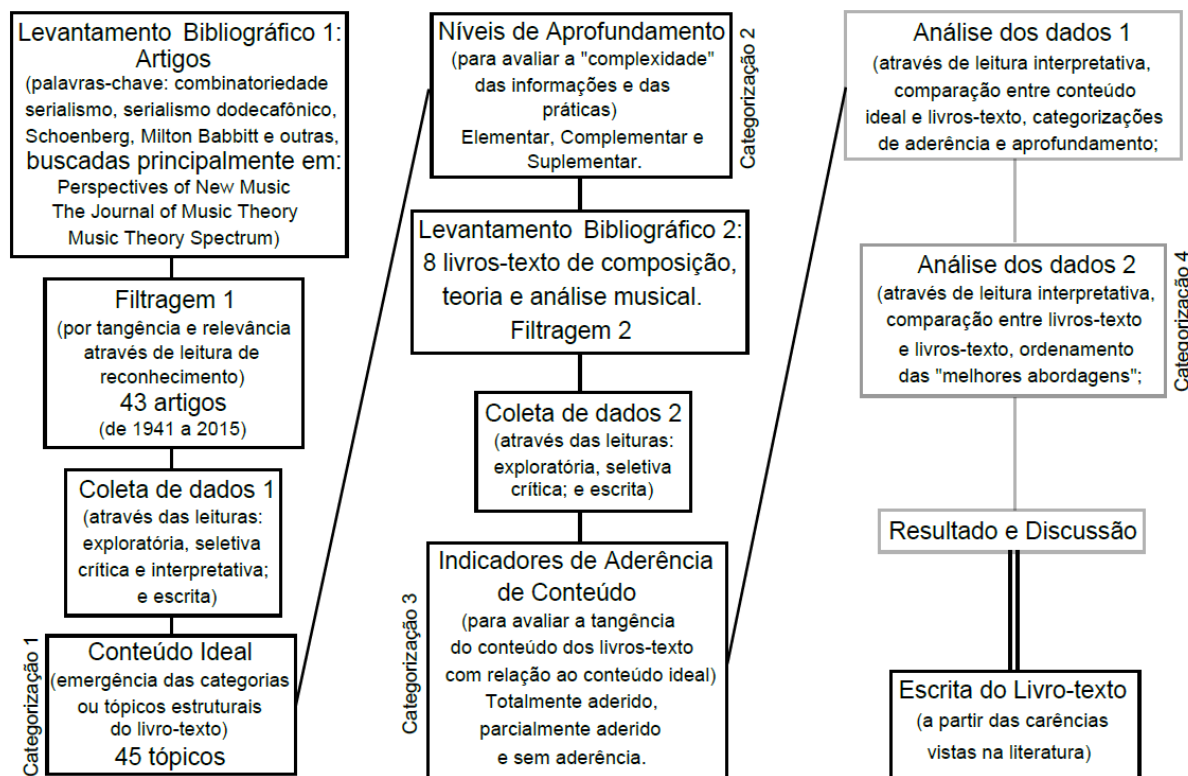 Levantamento Bibliográfico 1:
Artigos
(palavras-chave: combinatoriedade
serialismo, serialismo dodecafônico,
Schoenberg, Milton Babbitt e outras,
buscadas principalmente em:
Perspectives of New Music
The Journal of Music Theory
Music Theory Spectrum)
Filtragem 1
(por tangência e relevância
através de leitura de
reconhecimento)
43 artigos
(de 1941 a 2015)
Coleta de dados 1
(através das leituras:
exploratória, seletiva
crítica e interpretativa;
e escrita)
Categorização 1
Conteúdo Ideal
(emergência das categorias
ou tópicos estruturais
do livro-texto)
45 tópicos
Níveis de Aprofundamento
(para avaliar a "complexidade"
das informações e das
práticas)
Elementar, Complementar e
Suplementar.
Categorização 2
Levantamento Bibliográfico 2:
8 livros-texto de composição,
teoria e análise musical.
Filtragem 2
Coleta de dados 2
(através das leituras:
exploratória, seletiva
crítica; e escrita)
Categorização 3
Indicadores de Aderência
de Conteúdo
(para avaliar a tangência
do conteúdo dos livros-texto
com relação ao conteúdo ideal)
Totalmente aderido,
parcialmente aderido
e sem aderência.
Análise dos dados 1
(através de leitura interpretativa,
comparação entre conteúdo
ideal e livros-texto, categorizações
de aderência e aprofundamento;
Análise dos dados 2
(através de leitura interpretativa,
comparação entre livros-texto
e livros-texto, ordenamento
das "melhores abordagens";
Categorização 4
Resultado e Discussão
Escrita do Livro-texto
(a partir das carências
vistas na literatura)